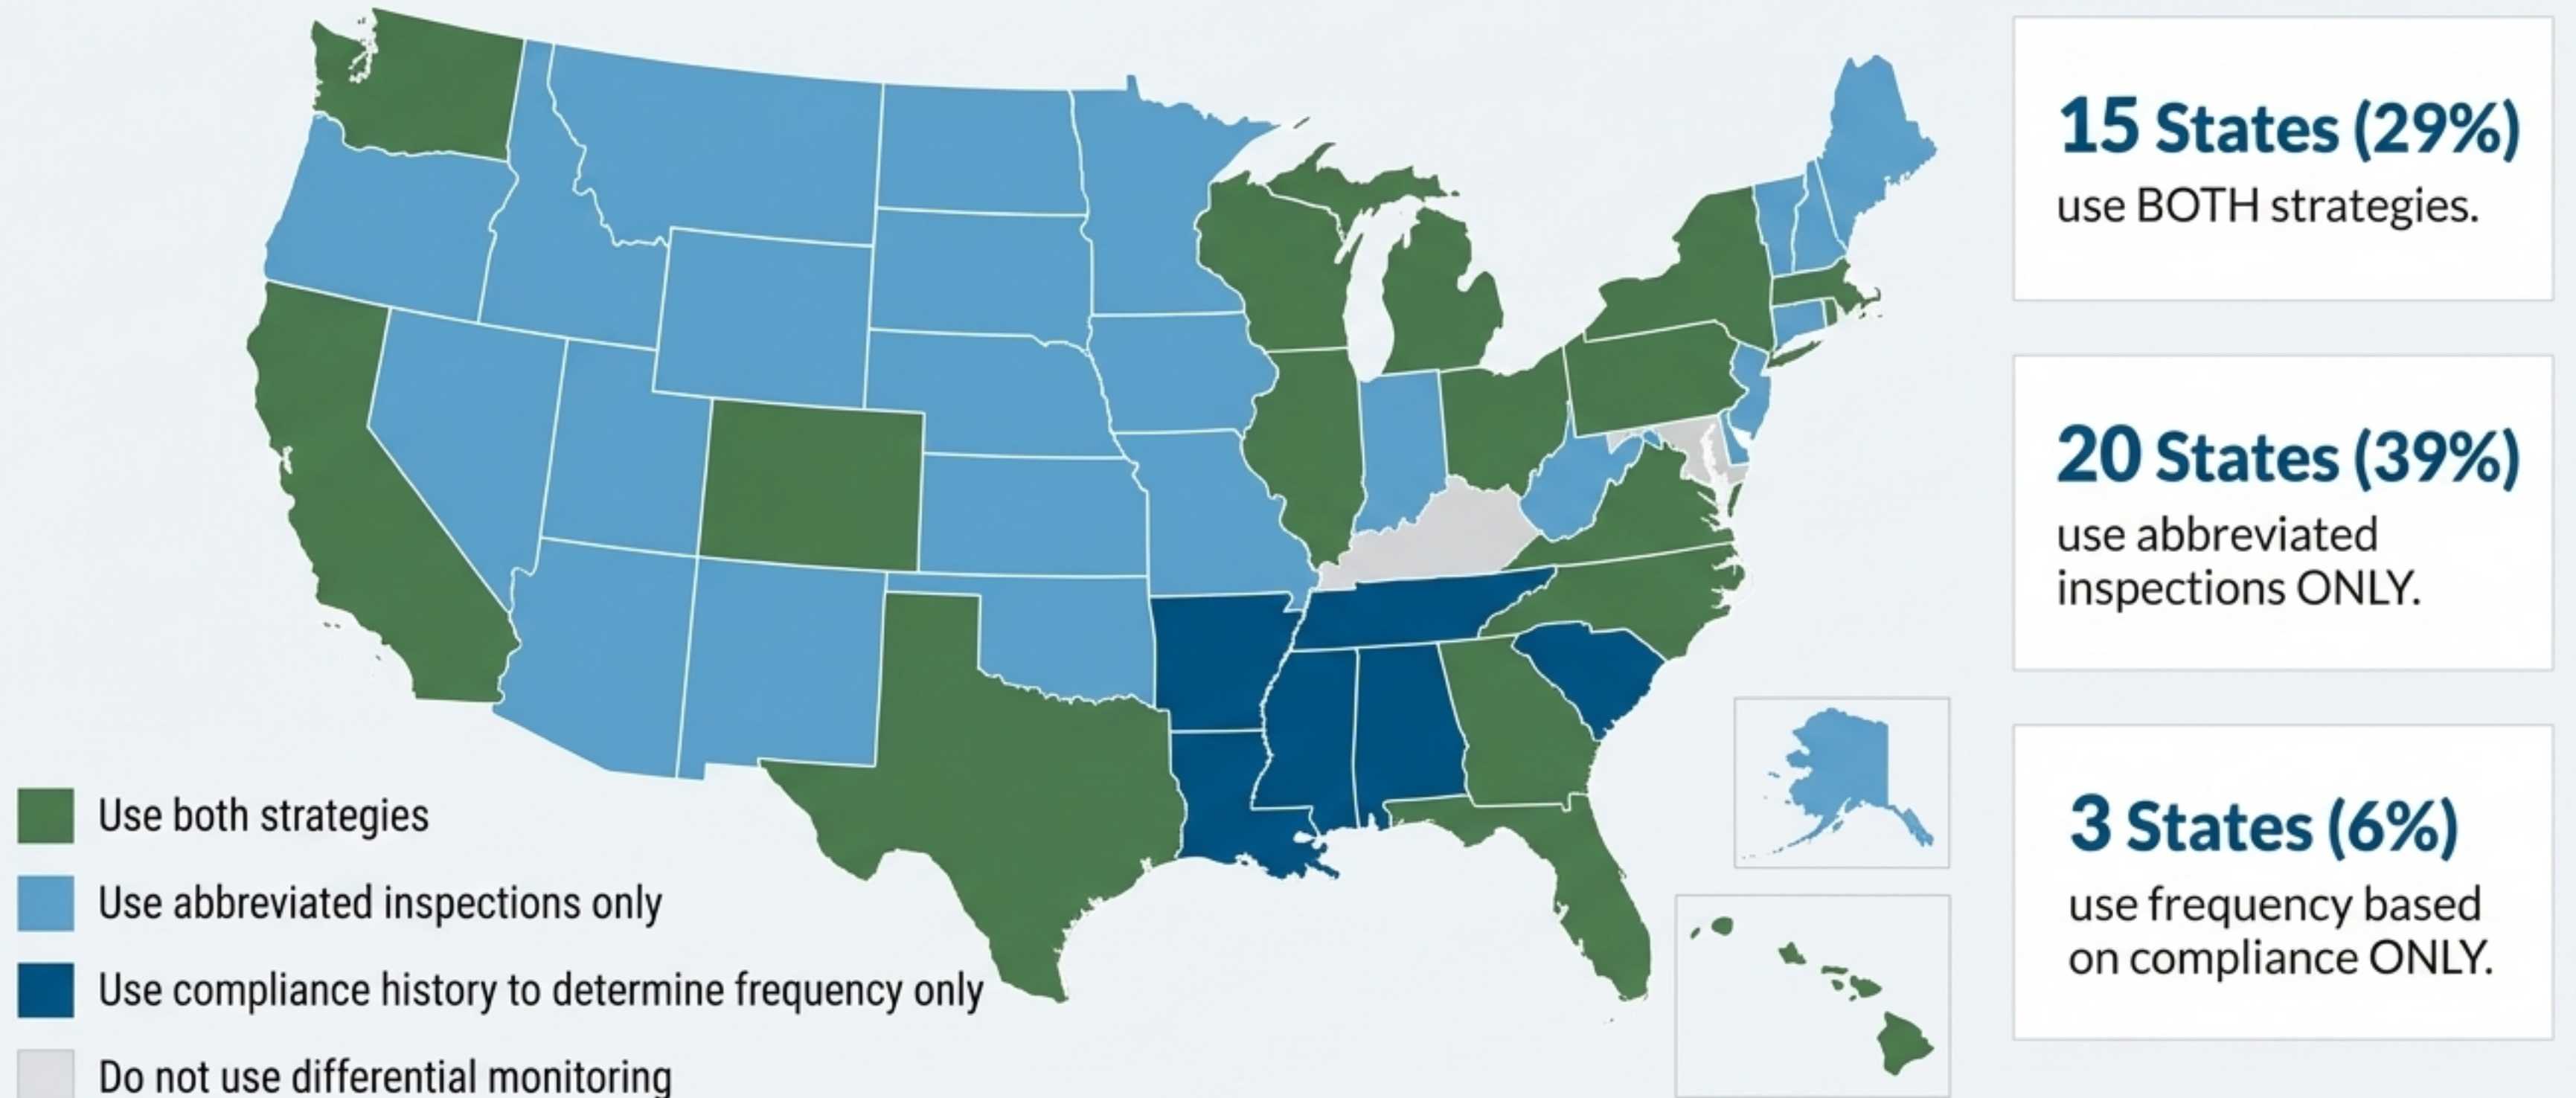 15 States (29%)
use BOTH strategies.
20 States (39%)
use abbreviated
inspections ONLY.
3 States (6%)
use frequency based
on compliance ONLY.
Use both strategies
Use abbreviated inspections only
Use compliance history to determine frequency only
Do not use differential monitoring